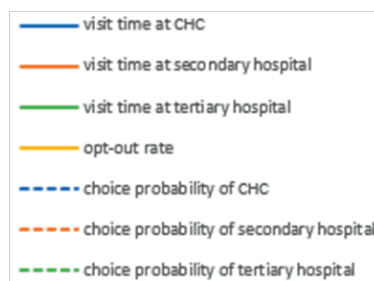 visit time at CHC
visit time at secondary hospital
visit time at tertiary hospital
opt-out rate
choice probability of CHC
choice probability of secondary hospital
choice probability of tertiary hospital